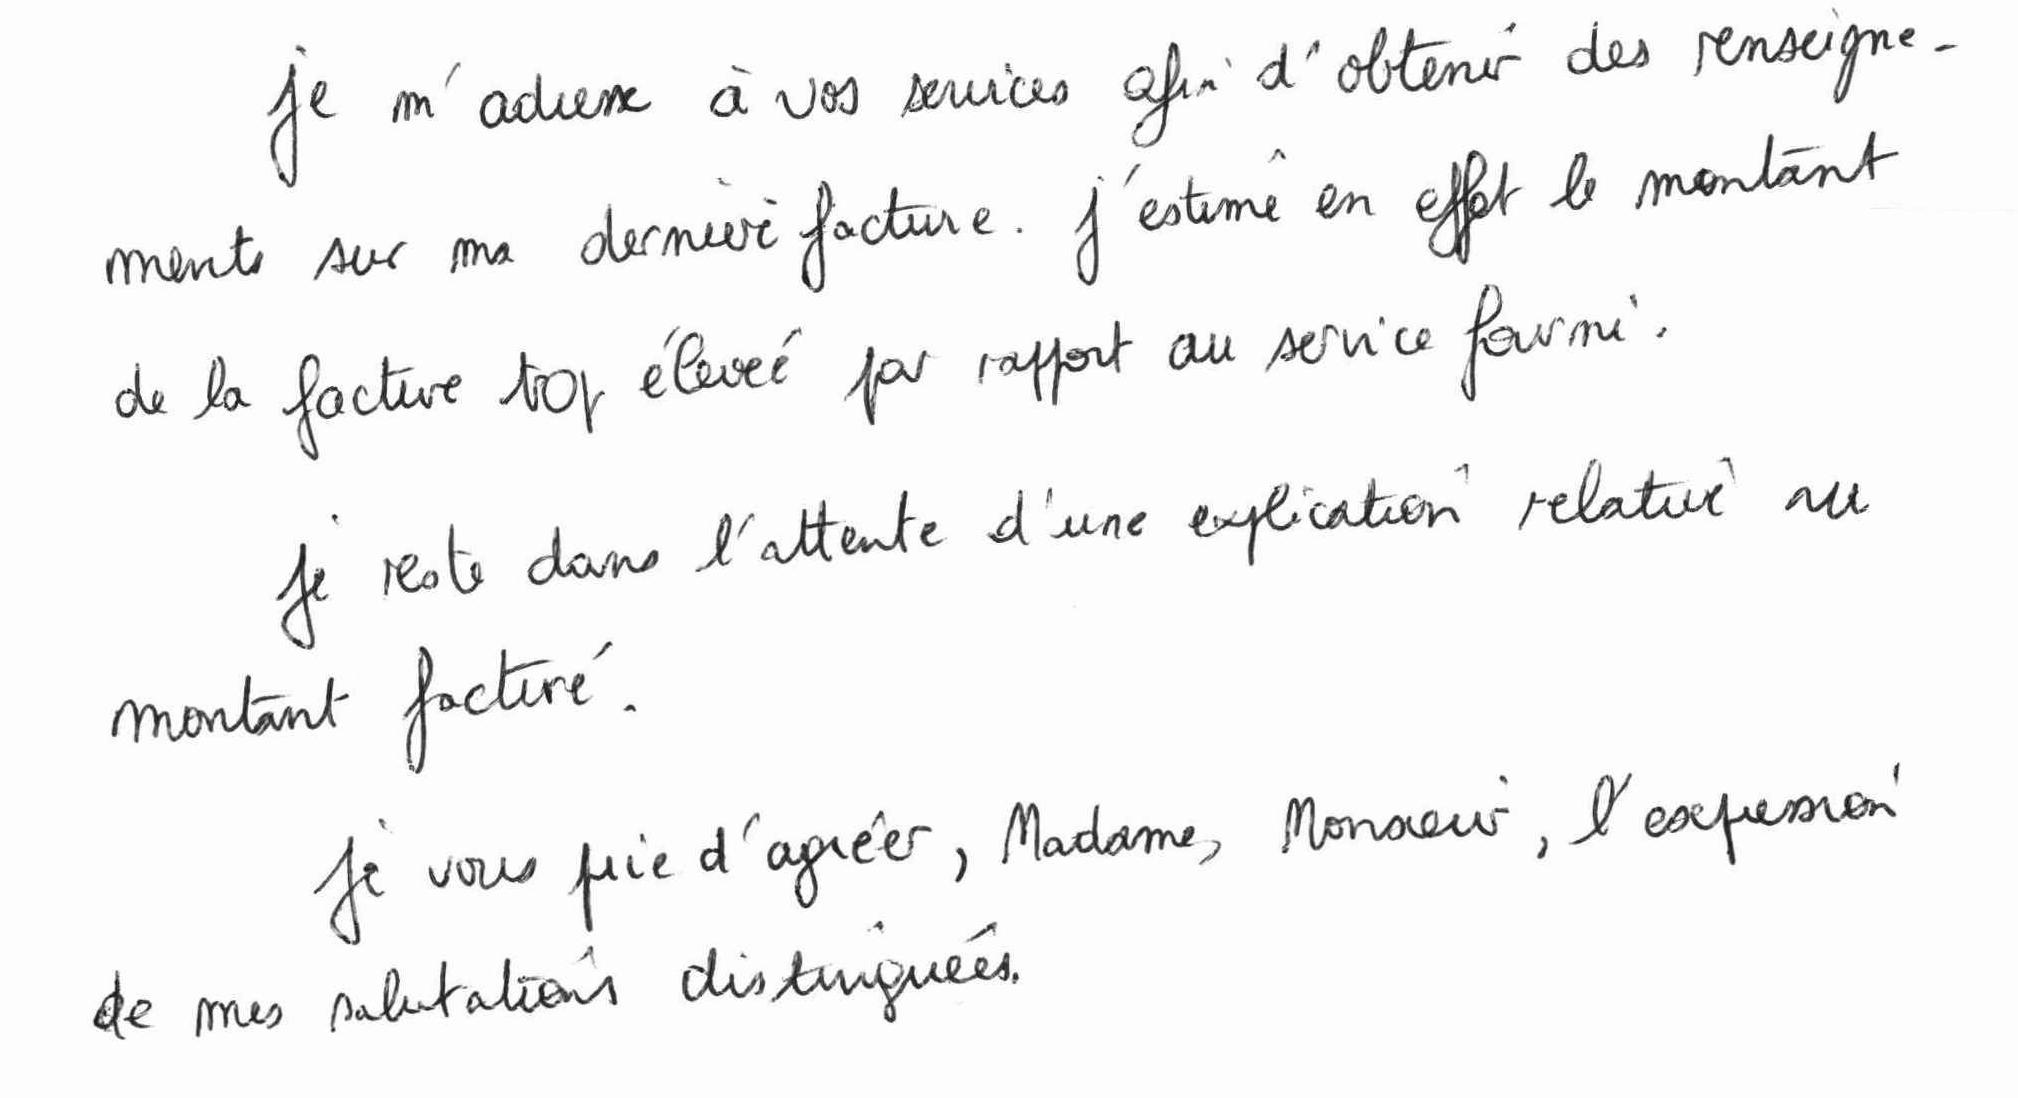 je m'adresse à vos services afin d'obtenir des renseigne-
ments sur ma dernière facture. j'estime en effet le montant
de la facture trop élevée par rapport au service fourni.
je reste dans l'attente d'une explication relative au
montant facturé.
je vous prie d'agréer, Madame, Monsieur, l'expression
de mes salutations distinguées.